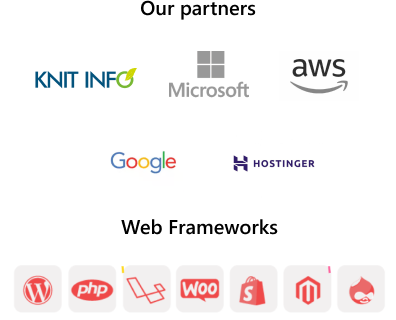 Our partners
KNIT INFO
Microsoft
aws
Google
HOSTINGER
Web Frameworks
php
WOO